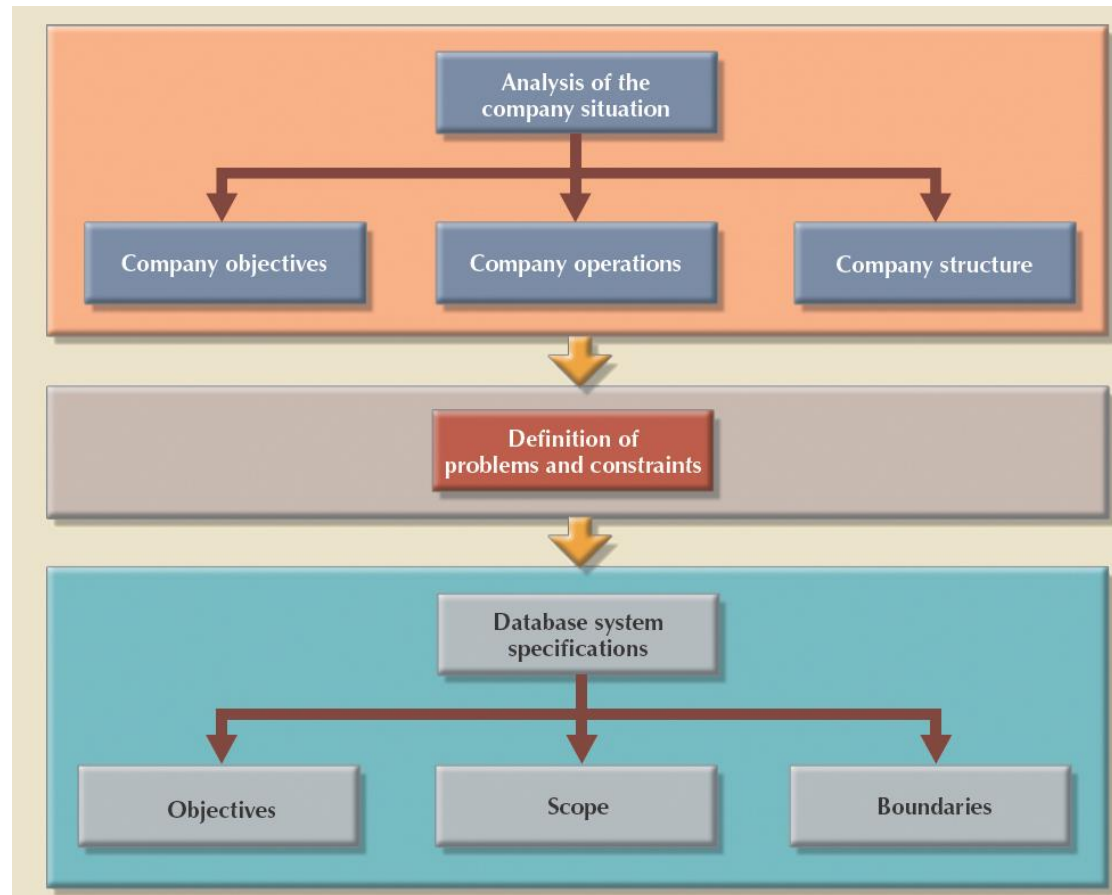 Analysis of the
company situation
Company objectives
Company operations
Company structure
Definition of
problems and constraints
Database system
specifications
Objectives
Scope
Boundaries